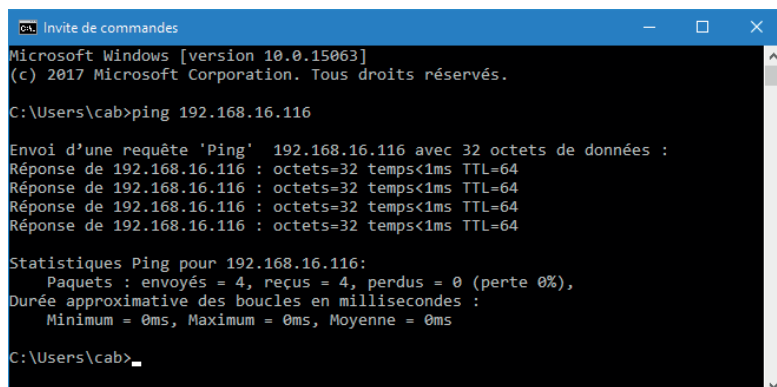 Invite de commandes
Microsoft Windows [version 10.0.15063]
(c) 2017 Microsoft Corporation. Tous droits réservés.
C:\Users\cab>ping 192.168.16.116
Envoi d’une requête 'Ping'  192.168.16.116 avec 32 octets de données :
Réponse de 192.168.16.116 : octets=32 temps<1ms TTL=64
Réponse de 192.168.16.116 : octets=32 temps<1ms TTL=64
Réponse de 192.168.16.116 : octets=32 temps<1ms TTL=64
Réponse de 192.168.16.116 : octets=32 temps<1ms TTL=64
Statistiques Ping pour 192.168.16.116:
    Paquets : envoyés = 4, reçus = 4, perdus = 0 (perte 0%),
Durée approximative des boucles en millisecondes :
    Minimum = 0ms, Maximum = 0ms, Moyenne = 0ms
C:\Users\cab>